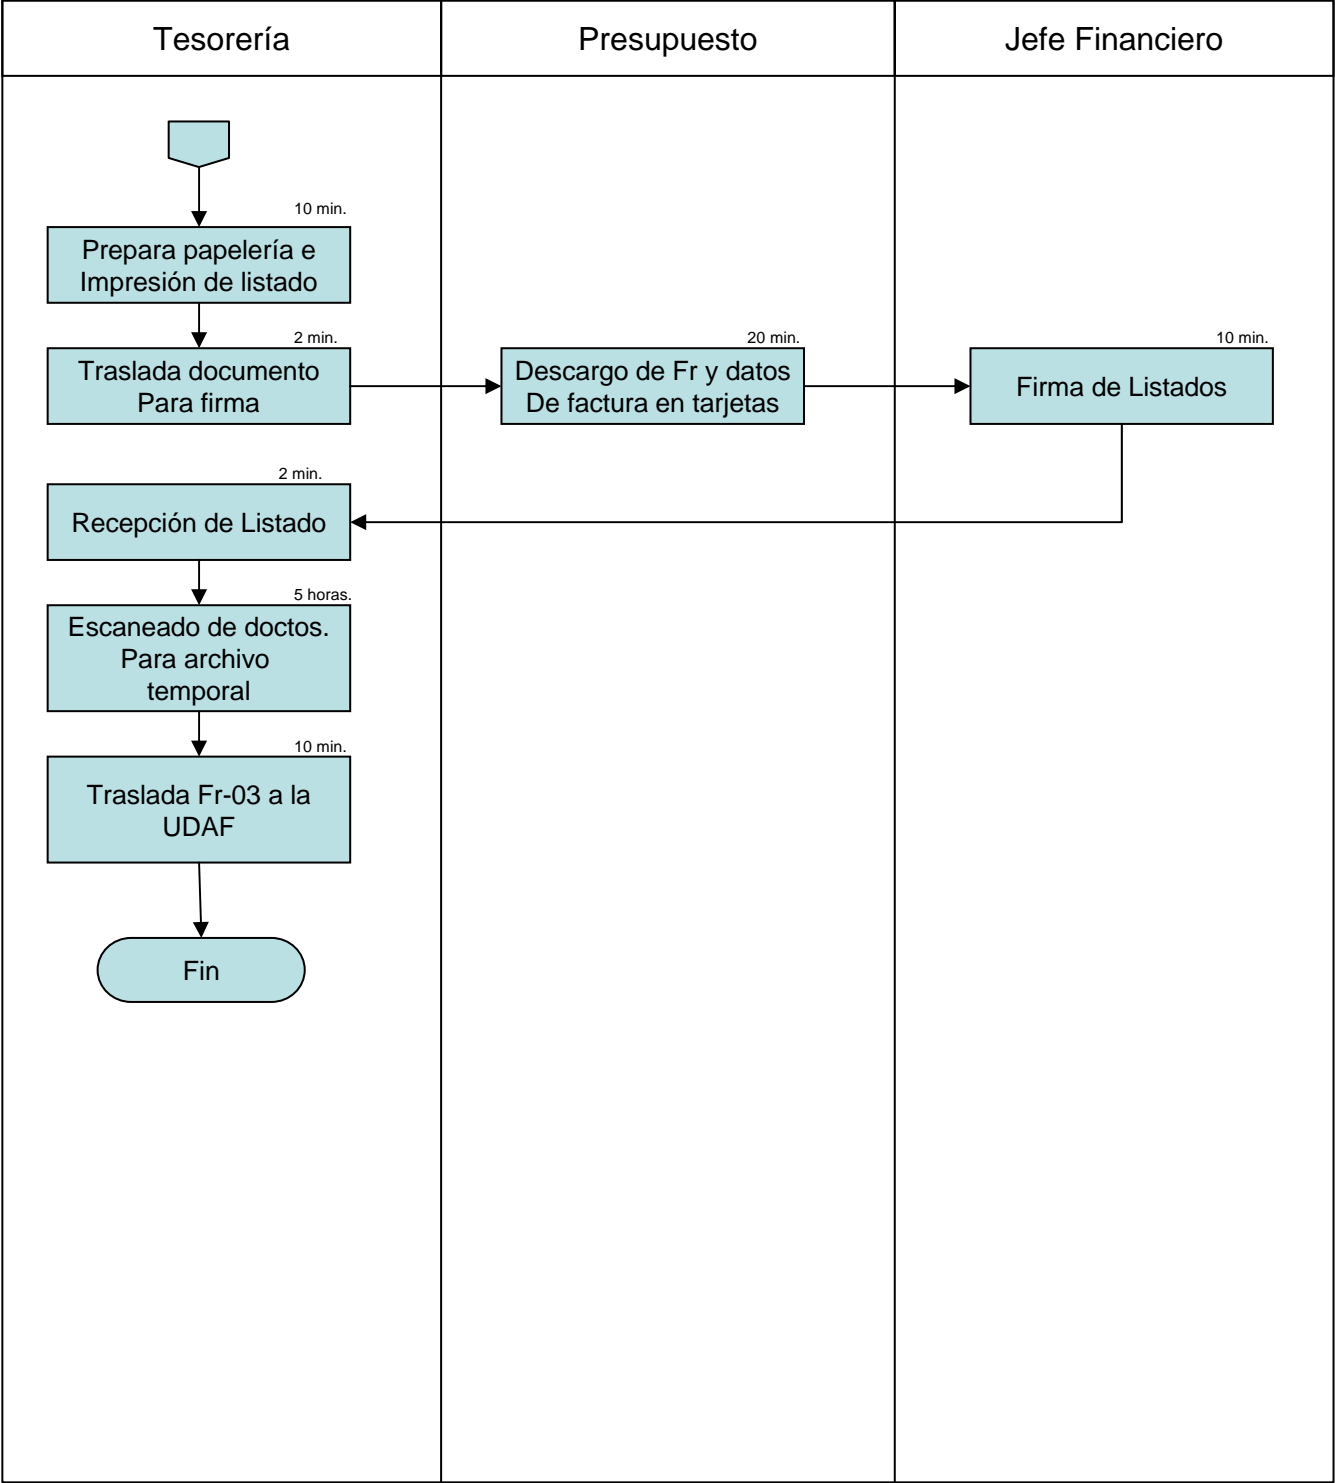 Tesorería
Presupuesto
Jefe Financiero
10 min.
Prepara papelería e
Impresión de listado
2 min.
Traslada documento
Para firma
20 min.
Descargo de Fr y datos
De factura en tarjetas
10 min.
Firma de Listados
2 min.
Recepción de Listado
5 horas.
Escaneado de doctos.
Para archivo
temporal
10 min.
Traslada Fr-03 a la
UDAF
Fin